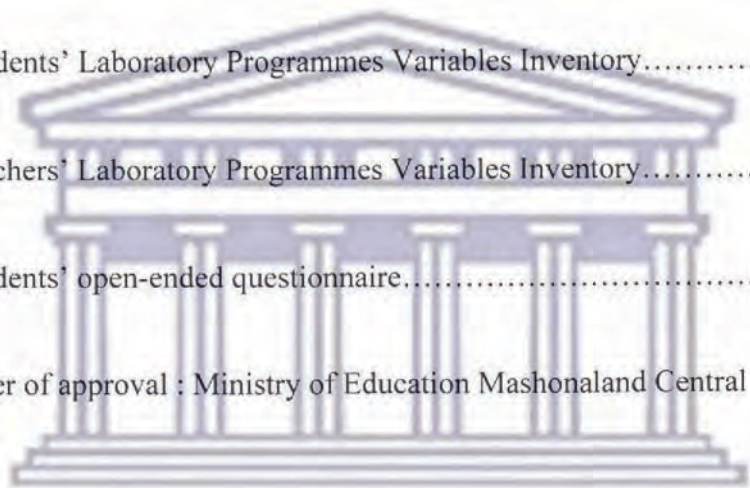 dents’ Laboratory Programmes Variables Inventory............
chers’ Laboratory Programmes Variables Inventory............
dents’ open-ended questionnaire..................................
er of approval : Ministry of Education Mashonaland Central